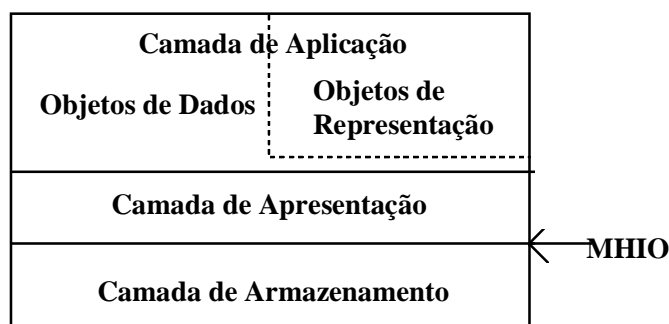 Camada de Aplicação
Objetos de Dados
Objetos de
Representação
Camada de Apresentação
MHIO
Camada de Armazenamento